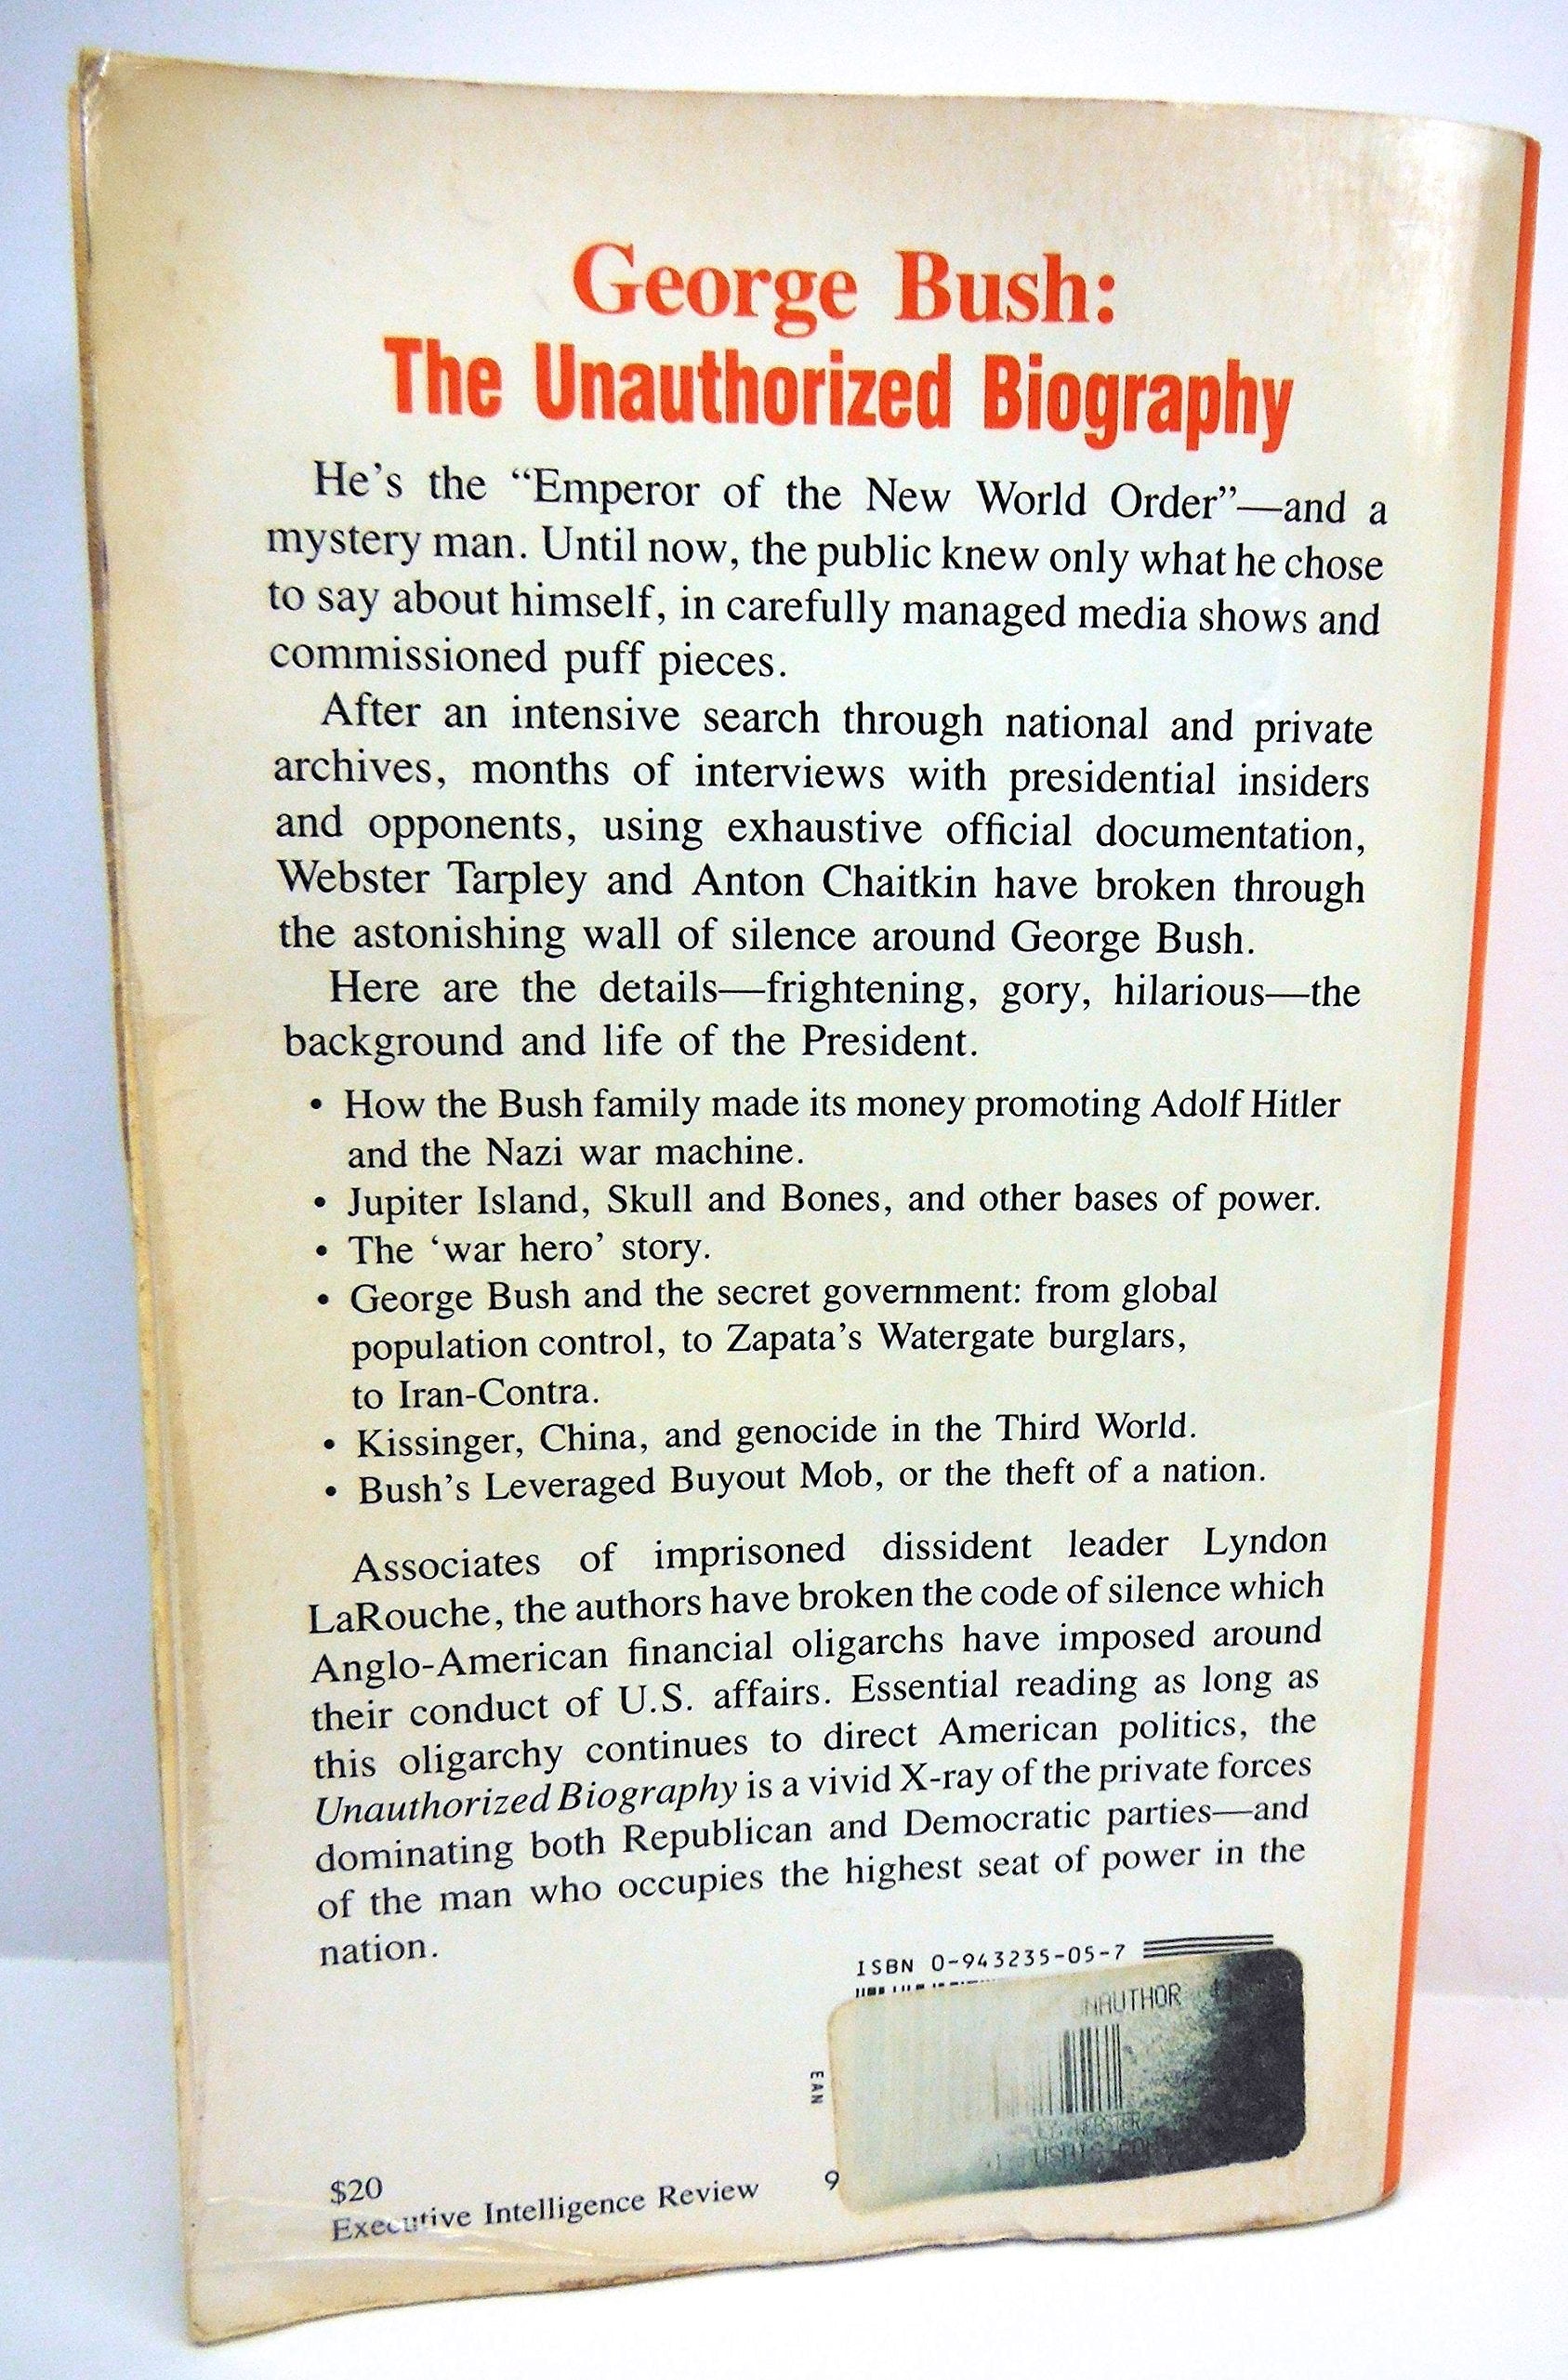 George Bush:
The Unauthorized Biography
He's the “Emperor of the New World Order”—and a
mystery man. Until now, the public knew only what he chose
to say about himself, in carefully managed media shows and
commissioned puff pieces.
After an intensive search through national and private
archives, months of interviews with presidential insiders
and opponents, using exhaustive official documentation,
Webster Tarpley and Anton Chaitkin have broken through
the astonishing wall of silence around George Bush.
Here are the details—frightening, gory, hilarious—the
background and life of the President.
• How the Bush family made its money promoting Adolf Hitler
and the Nazi war machine.
• Jupiter Island, Skull and Bones, and other bases of power.
• The ‘war hero’ story.
• George Bush and the secret government: from global
population control, to Zapata's Watergate burglars,
to Iran-Contra.
• Kissinger, China, and genocide in the Third World.
• Bush's Leveraged Buyout Mob, or the theft of a nation.
Associates of imprisoned dissident leader Lyndon
LaRouche, the authors have broken the code of silence which
Anglo-American financial oligarchs have imposed around
their conduct of U.S. affairs. Essential reading as long as
this oligarchy continues to direct American politics, the
Unauthorized Biography is a vivid X-ray of the private forces
dominating both Republican and Democratic parties—and
of the man who occupies the highest seat of power in the
nation.
ISBN 0-943235-05-7
NAUTHOR
EAN
9
$20
Executive Intelligence Review